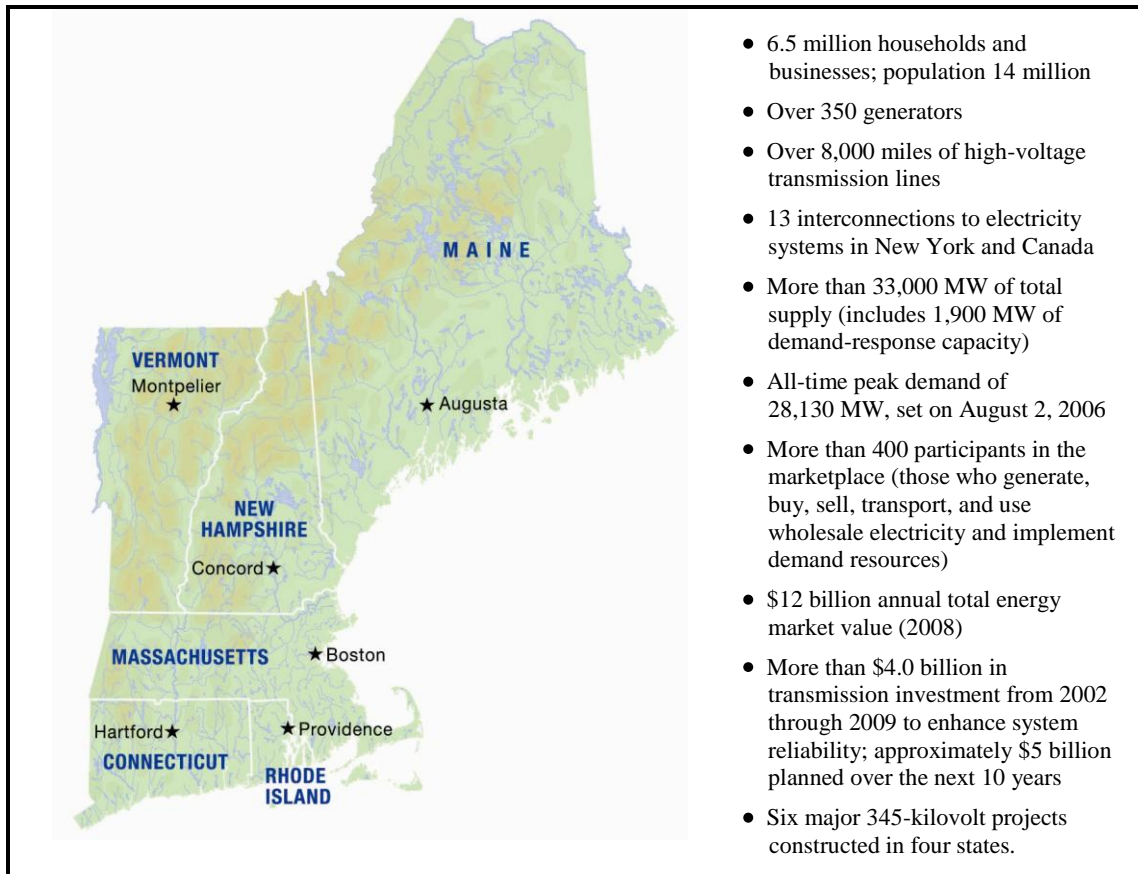 MAINE
VERMONT
Montpelier
Augusta
NEW
HAMPSHIRE
Concord
MASSACHUSETTS
Boston
Hartford
Providence
CONNECTICUT
RHODE
ISLAND
• 6.5 million households and
businesses; population 14 million
• Over 350 generators
• Over 8,000 miles of high-voltage
transmission lines
• 13 interconnections to electricity
systems in New York and Canada
• More than 33,000 MW of total
supply (includes 1,900 MW of
demand-response capacity)
• All-time peak demand of
28,130 MW, set on August 2, 2006
• More than 400 participants in the
marketplace (those who generate,
buy, sell, transport, and use
wholesale electricity and implement
demand resources)
• $12 billion annual total energy
market value (2008)
• More than $4.0 billion in
transmission investment from 2002
through 2009 to enhance system
reliability; approximately $5 billion
planned over the next 10 years
• Six major 345-kilovolt projects
constructed in four states.